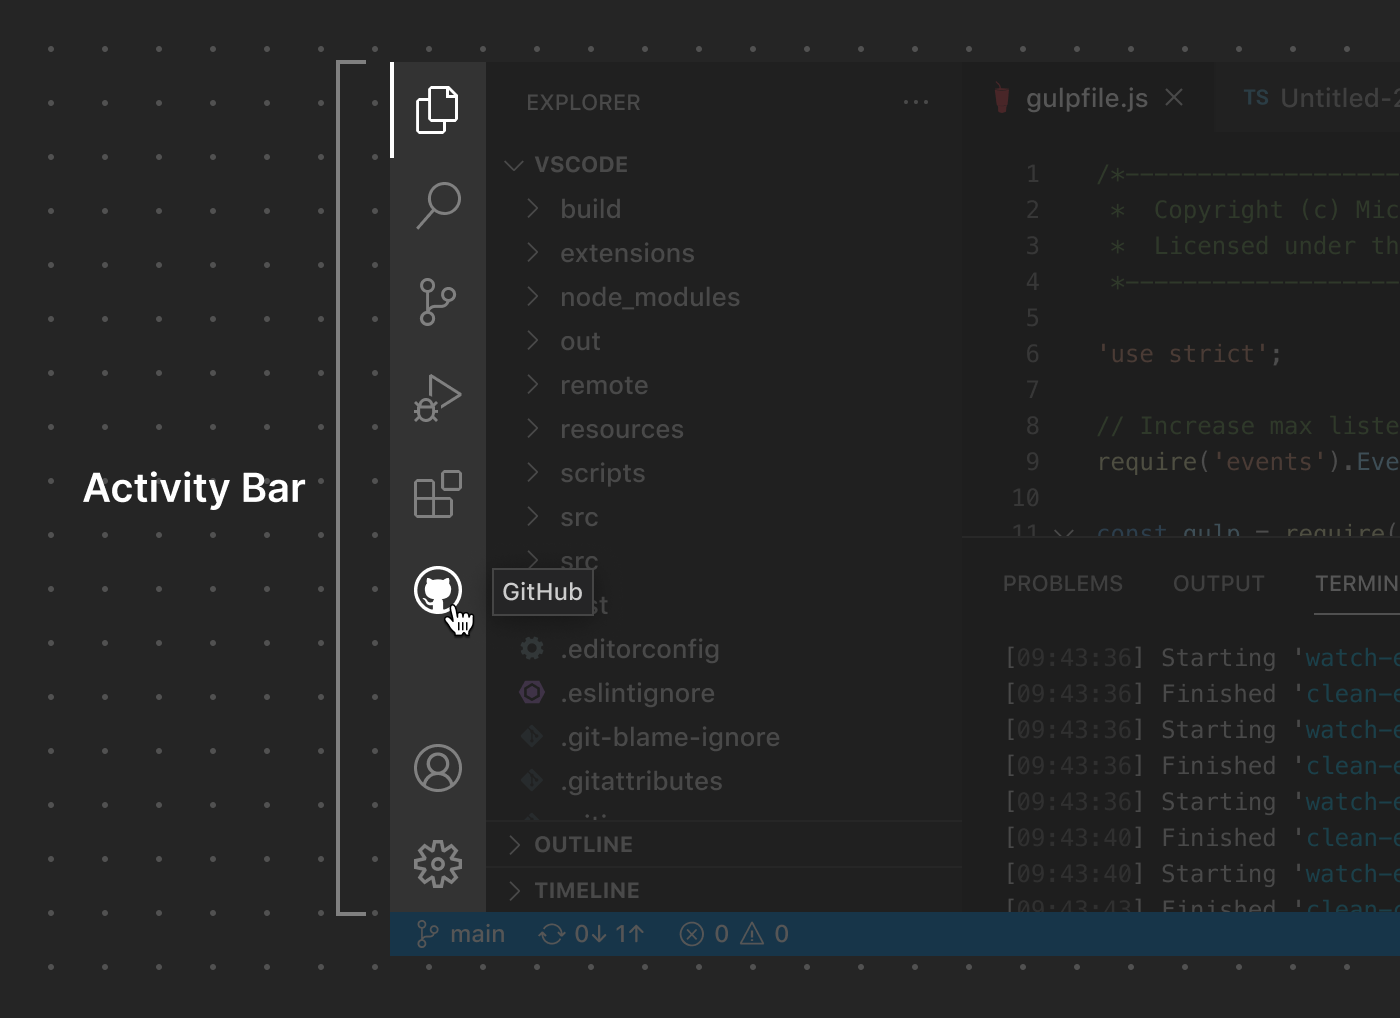 Activity Bar
EXPLORER
VSCODE
build
extensions
node_modules
out
remote
resources
scripts
src
src
GitHub
.editorconfig
.eslintignore
.git-blame-ignore
.gitattributes
OUTLINE
TIMELINE
gulpfile.js
TS Untitled-2
1 /*
2 * Copyright (c) Mic
3 * Licensed under th
4 *
5
6 'use strict';
7
8 // Increase max liste
9 require('events').Eve
10
11 const gulp = require(
PROBLEMS OUTPUT TERMIN
[09:43:36] Starting 'watch-e
[09:43:36] Finished 'clean-e
[09:43:36] Starting 'watch-e
[09:43:36] Finished 'clean-e
[09:43:36] Starting 'watch-e
[09:43:40] Finished 'clean-e
[09:43:40] Starting 'watch-e
[09:43:43] Finished 'clean-
main 0↓ 1↑ 0 0